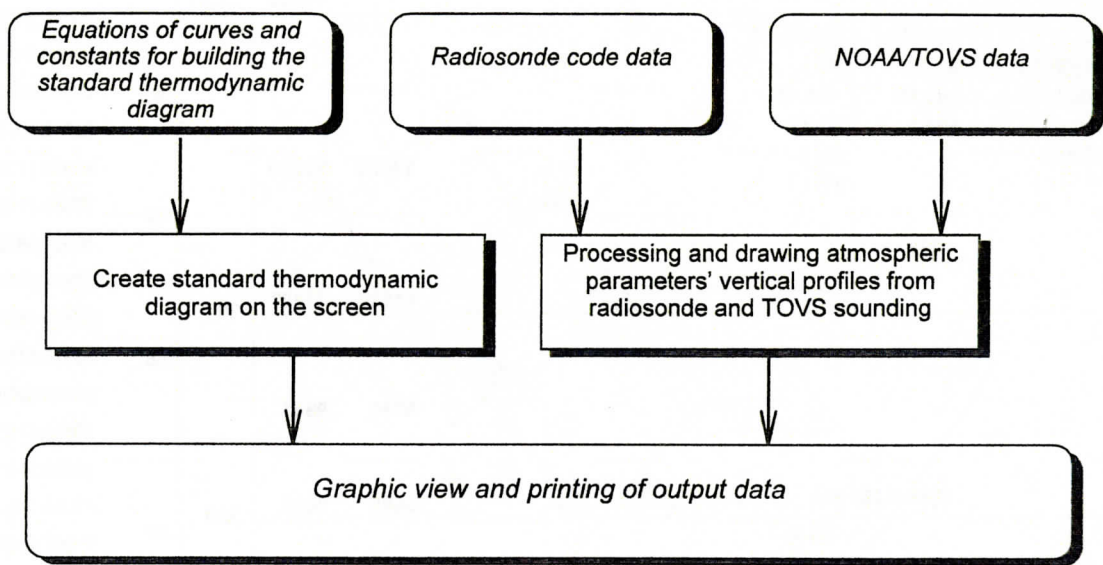 Equations of curves and
constants for building the
standard thermodynamic
diagram
Radiosonde code data
NOAA/TOVS data
Create standard thermodynamic
diagram on the screen
Processing and drawing atmospheric
parameters’ vertical profiles from
radiosonde and TOVS sounding
Graphic view and printing of output data